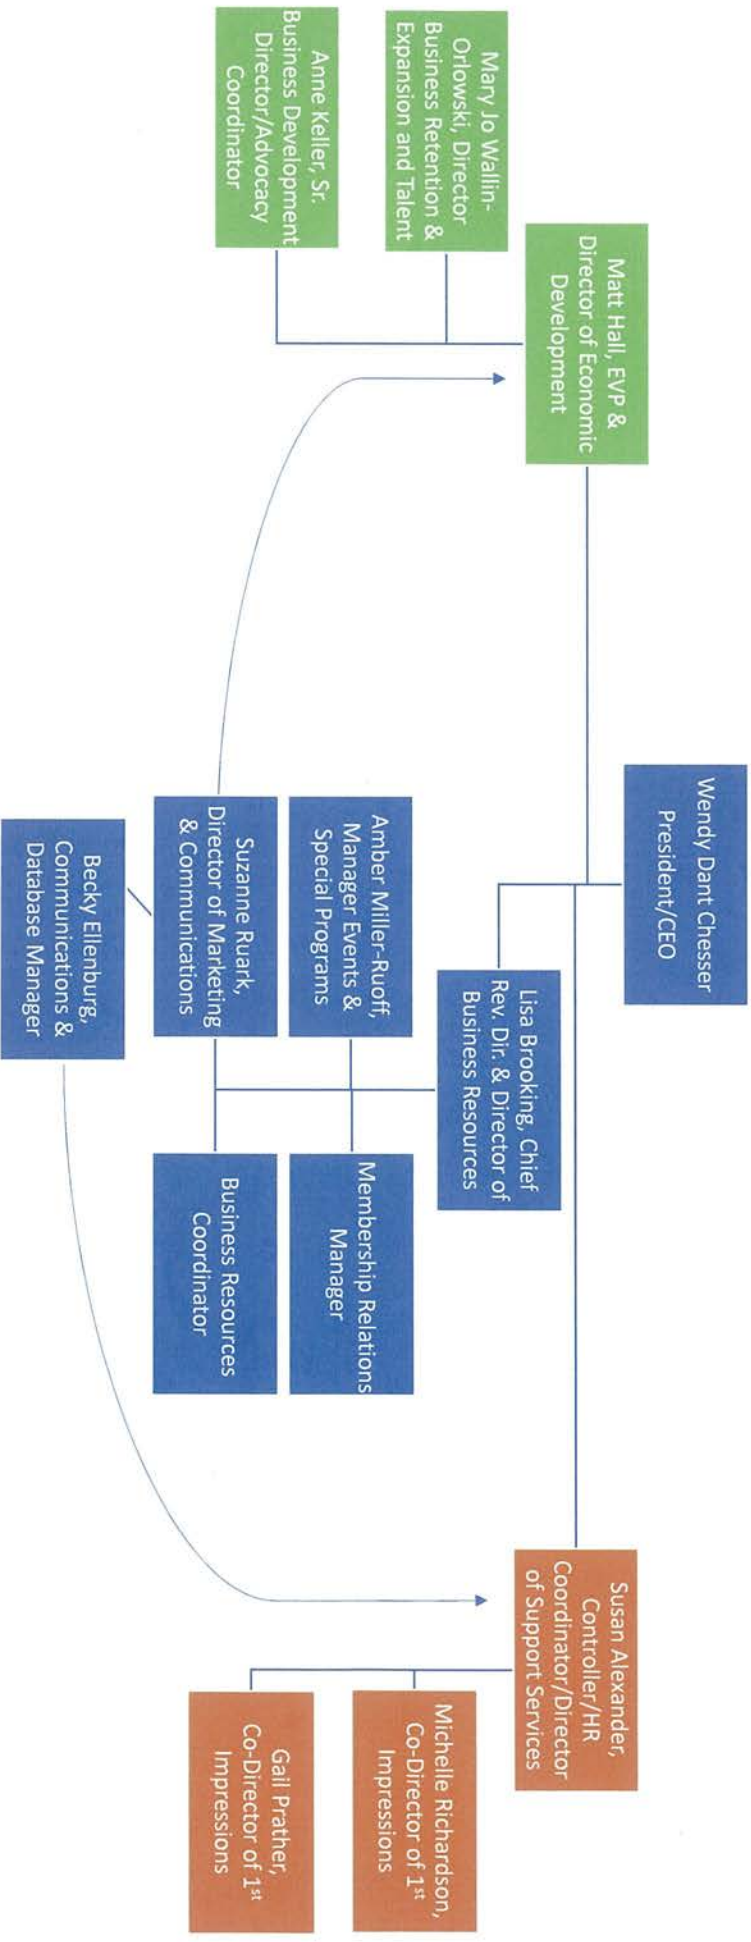 Wendy Dant Chesser
President/CEO
Matt Hall, EVP &
Director of Economic
Development
Mary Jo Wallin-
Orlowski, Director
Business Retention &
Expansion and Talent
Anne Keller, Sr.
Business Development
Director/Advocacy
Coordinator
Lisa Brooking, Chief
Rev. Dir. & Director of
Business Resources
Amber Miller-Ruoff,
Manager Events &
Special Programs
Membership Relations
Manager
Suzanne Ruark,
Director of Marketing
& Communications
Business Resources
Coordinator
Becky Ellenburg,
Communications &
Database Manager
Susan Alexander,
Controller/HR
Coordinator/Director
of Support Services
Michelle Richardson,
Co-Director of 1st
Impressions
Gail Prather,
Co-Director of 1st
Impressions